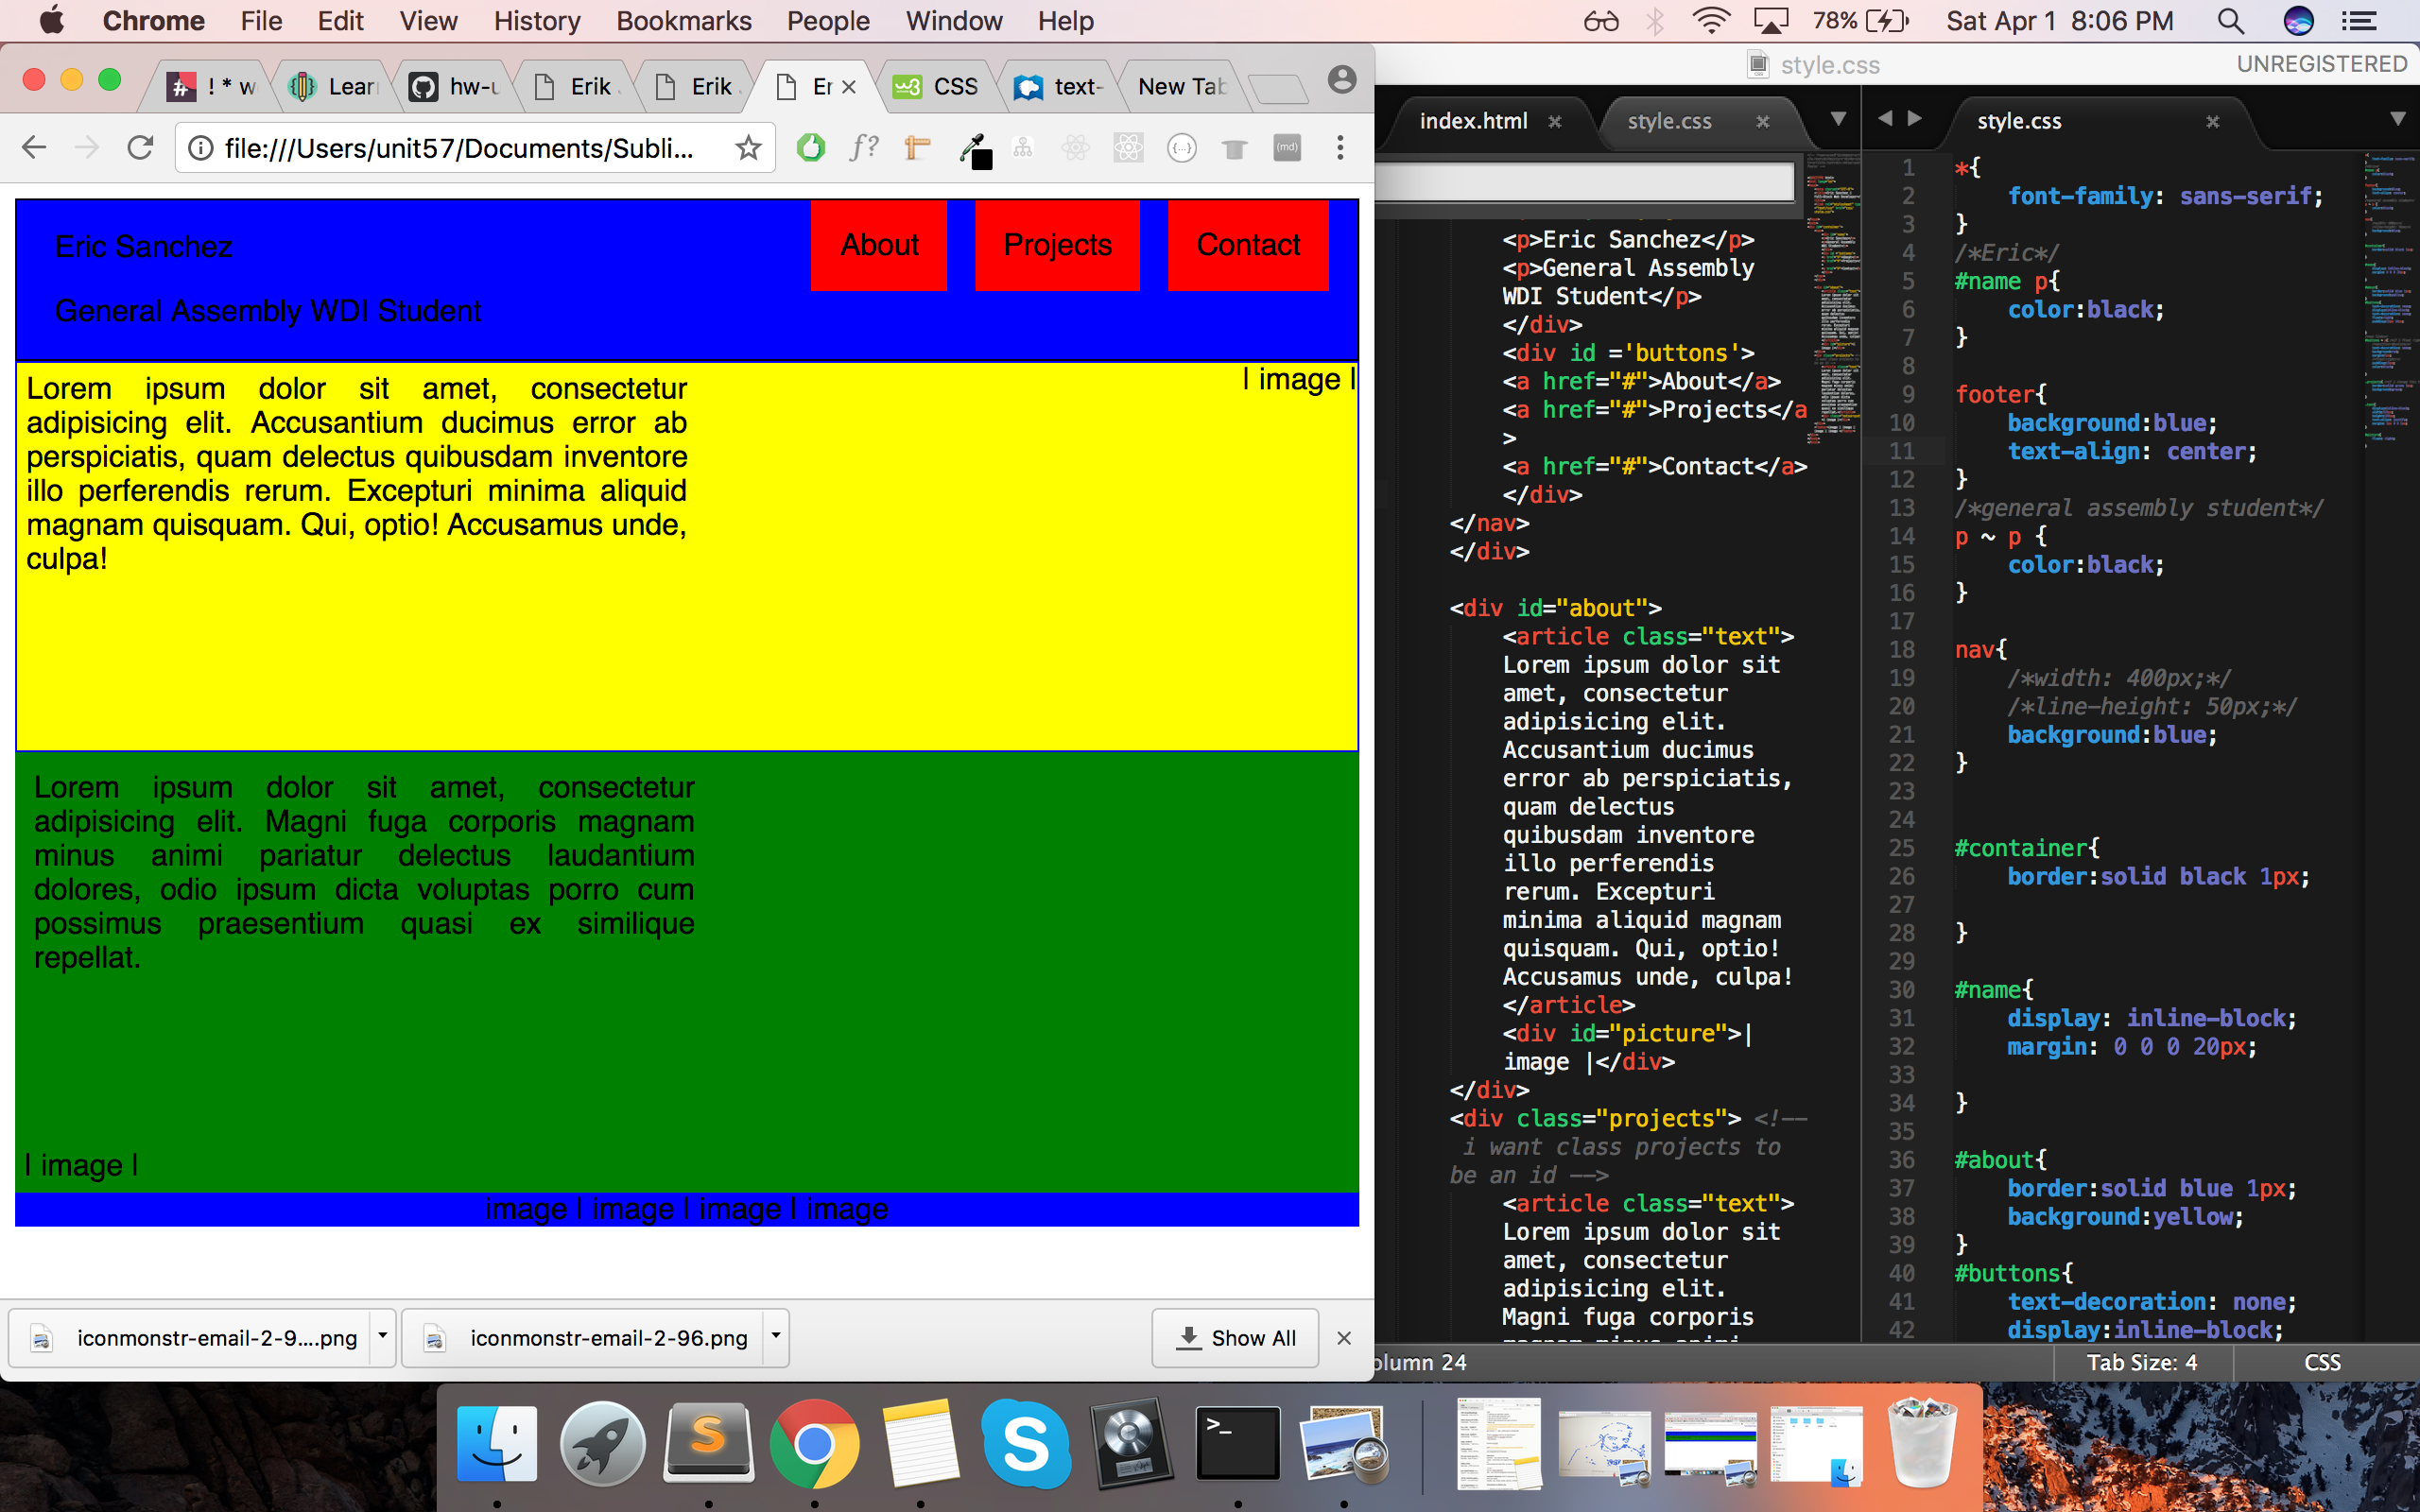 Chrome File Edit View History Bookmarks People Window Help 78% Sat Apr 1 8:06 PM
style.css UNREGISTERED
! * w Lear hw-u Erik Erik Er CSS text- New Tab
file:///Users/unit57/Documents/Subli...
index.html style.css style.css
Eric Sanchez
General Assembly WDI Student
About Projects Contact
Lorem ipsum dolor sit amet, consectetur
adipisicing elit. Accusantium ducimus error ab
perspiciatis, quam delectus quibusdam inventore
illo perferendis rerum. Excepturi minima aliquid
magnam quisquam. Qui, optio! Accusamus unde,
culpa!
| image |
Lorem ipsum dolor sit amet, consectetur
adipisicing elit. Magni fuga corporis magnam
minus animi pariatur delectus laudantium
dolores, odio ipsum dicta voluptas porro cum
possimus praesentium quasi ex similique
repellat.
| image |
image | image | image | image
iconmonstr-email-2-9....png iconmonstr-email-2-96.png Show All
<p>Eric Sanchez</p>
<p>General Assembly
WDI Student</p>
</div>
<div id ='buttons'>
<a href="#">About</a>
<a href="#">Projects</a
>
<a href="#">Contact</a>
</div>
</nav>
</div>
<div id="about">
<article class="text">
Lorem ipsum dolor sit
amet, consectetur
adipisicing elit.
Accusantium ducimus
error ab perspiciatis,
quam delectus
quibusdam inventore
illo perferendis
rerum. Excepturi
minima aliquid magnam
quisquam. Qui, optio!
Accusamus unde, culpa!
</article>
<div id="picture">|
image |</div>
</div>
<div class="projects"> <!--
i want class projects to
be an id -->
<article class="text">
Lorem ipsum dolor sit
amet, consectetur
adipisicing elit.
Magni fuga corporis
magnam minus animi
1 *{
2 font-family: sans-serif;
3 }
4 /*Eric*/
5 #name p{
6 color:black;
7 }
8
9 footer{
10 background:blue;
11 text-align: center;
12 }
13 /*general assembly student*/
14 p ~ p {
15 color:black;
16 }
17
18 nav{
19 /*width: 400px;*/
20 /*line-height: 50px;*/
21 background:blue;
22 }
23
24
25 #container{
26 border:solid black 1px;
27
28 }
29
30 #name{
31 display: inline-block;
32 margin: 0 0 0 20px;
33
34 }
35
36 #about{
37 border:solid blue 1px;
38 background:yellow;
39 }
40 #buttons{
41 text-decoration: none;
42 display:inline-block;
olumn 24 Tab Size: 4 CSS